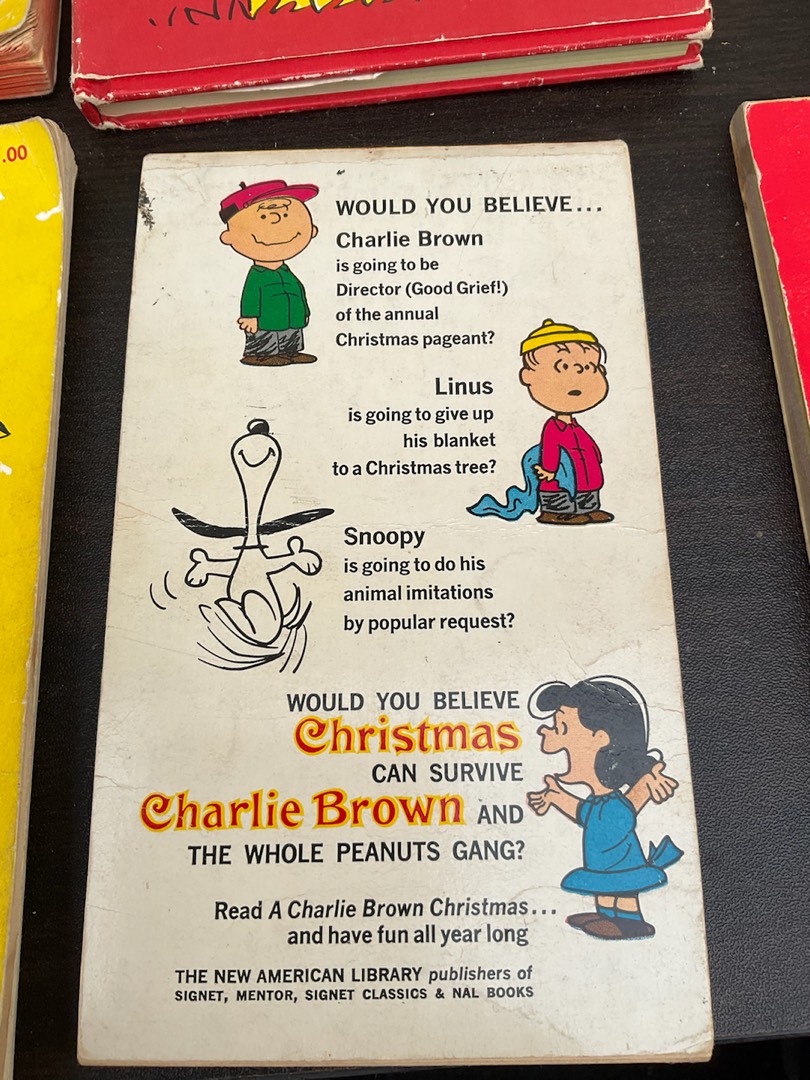 .00
WOULD YOU BELIEVE...
Charlie Brown
is going to be
Director (Good Grief!)
of the annual
Christmas pageant?
Linus
is going to give up
his blanket
to a Christmas tree?
Snoopy
is going to do his
animal imitations
by popular request?
WOULD YOU BELIEVE
Christmas
CAN SURVIVE
Charlie Brown AND
THE WHOLE PEANUTS GANG?
Read A Charlie Brown Christmas...
and have fun all year long
THE NEW AMERICAN LIBRARY publishers of
SIGNET, MENTOR, SIGNET CLASSICS & NAL BOOKS